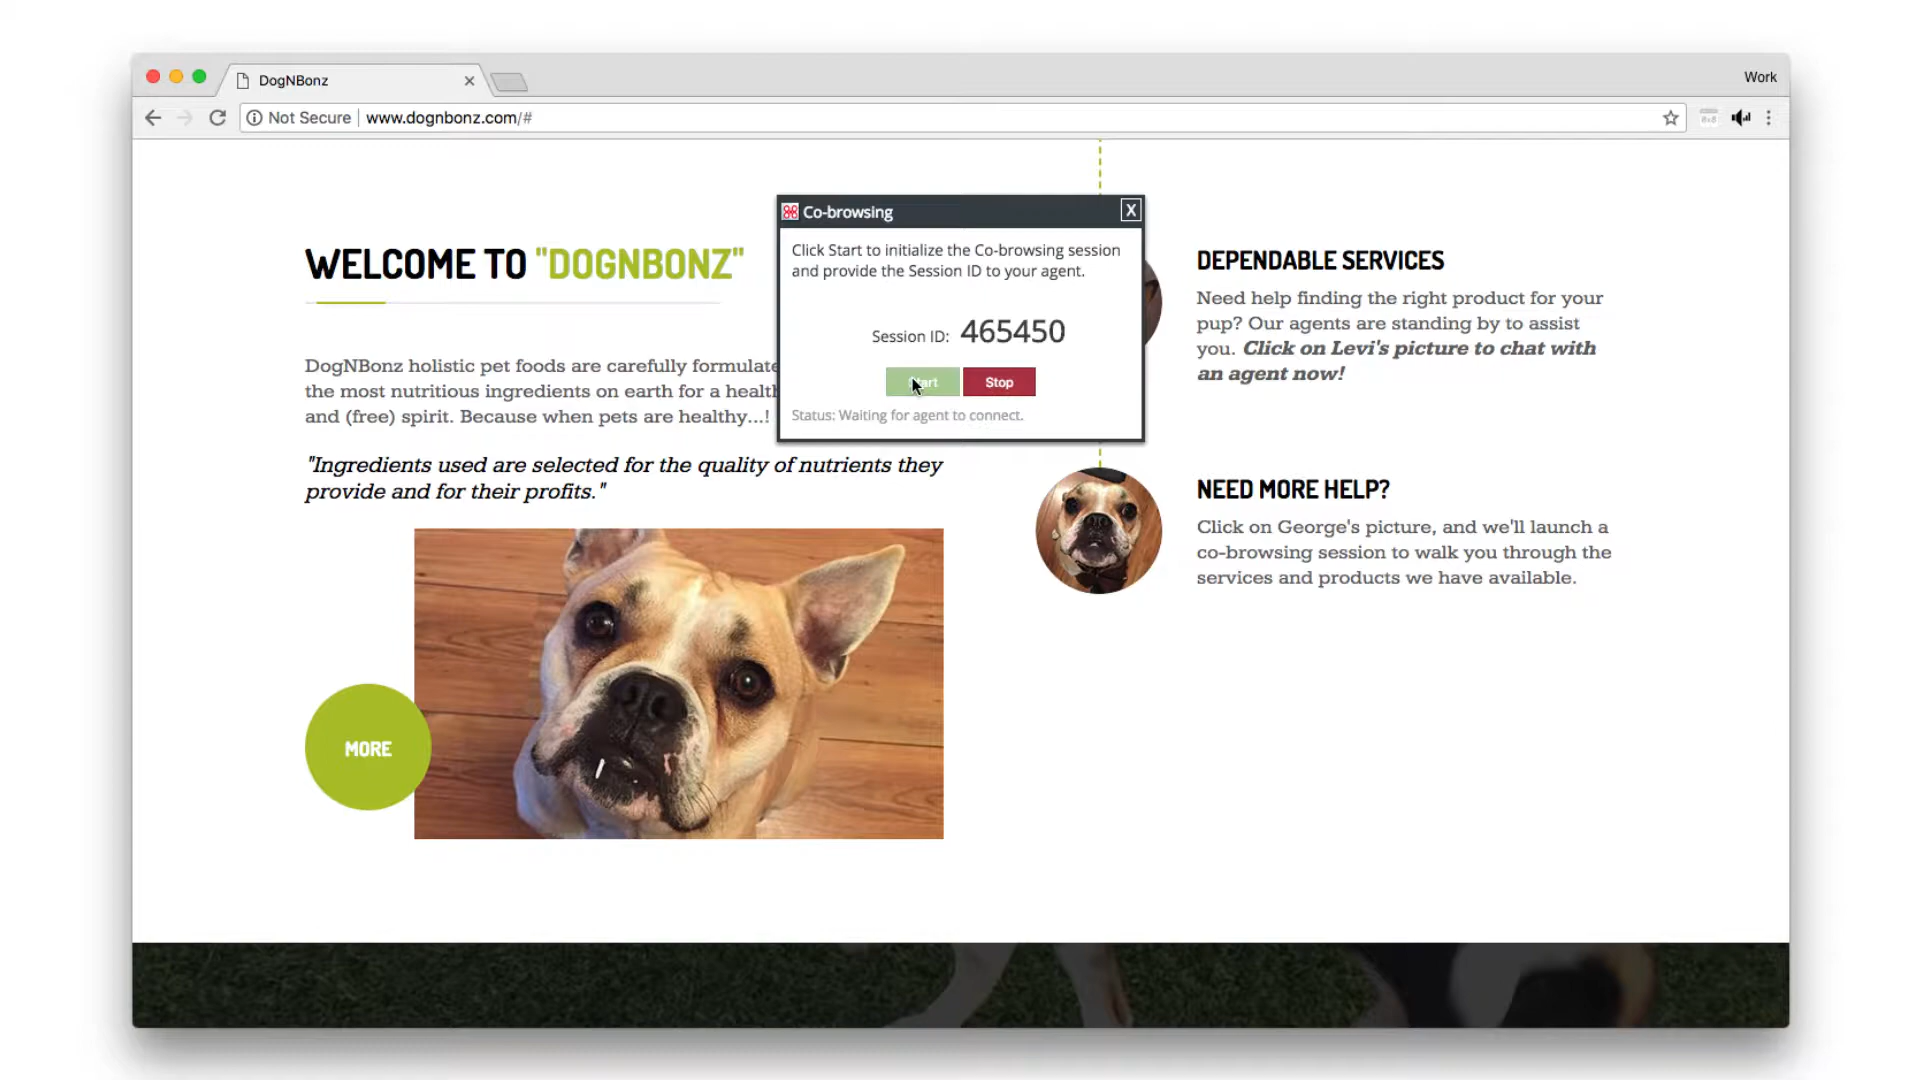 DogNBonz
Work
Not Secure
www.dognbonz.com/#
Co-browsing
X
Click Start to initialize the Co-browsing session
and provide the Session ID to your agent.
Session ID: 465450
Stop
Status: Waiting for agent to connect.
WELCOME TO "DOGNBONZ"
DogNBonz holistic pet foods are carefully
the most nutritious ingredients on earth for a
and (free) spirit. Because when pets are healthy...!
"Ingredients used are selected for the quality of nutrients they
provide and for their profits."
MORE
DEPENDABLE SERVICES
Need help finding the right product for your
pup? Our agents are standing by to assist
you. Click on Levi's picture to chat with
an agent now!
NEED MORE HELP?
Click on George's picture, and we'll launch a
co-browsing session to walk you through the
services and products we have available.